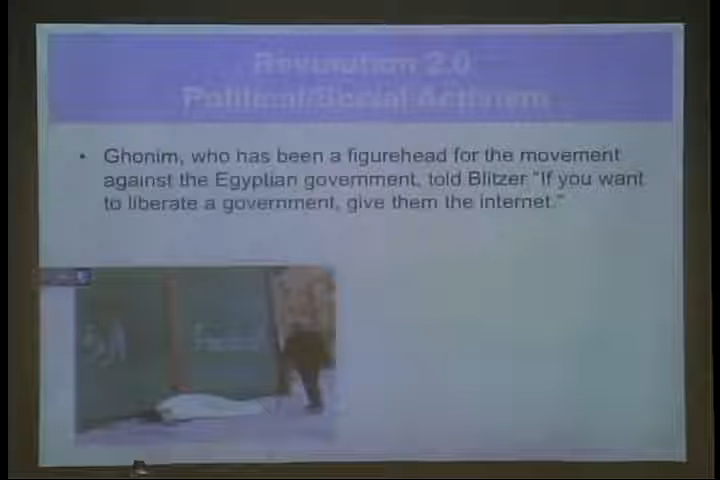 Revolution 2.0
Political/Social Activism
• Ghonim, who has been a figurehead for the movement
against the Egyptian government, told Blitzer "If you want
to liberate a government, give them the internet."